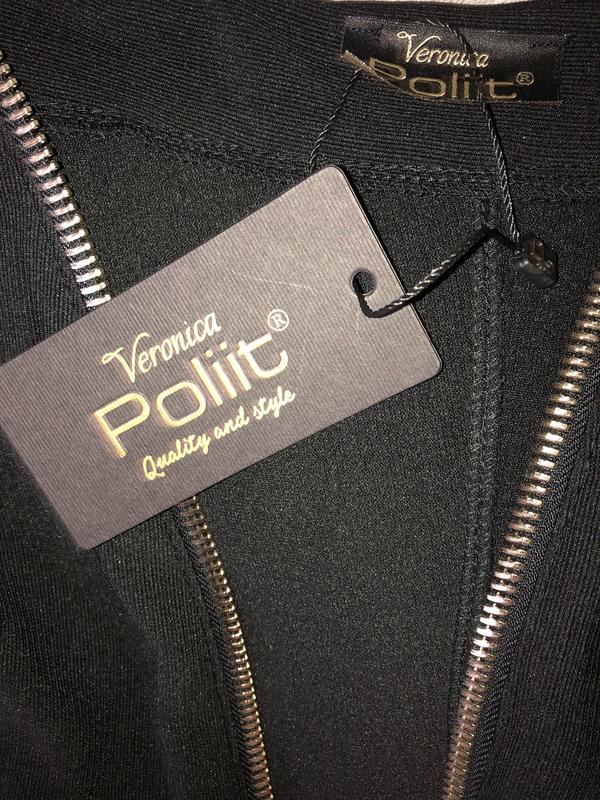 Veronica
Poliit®
Veronica
Poliit®
Quality and style